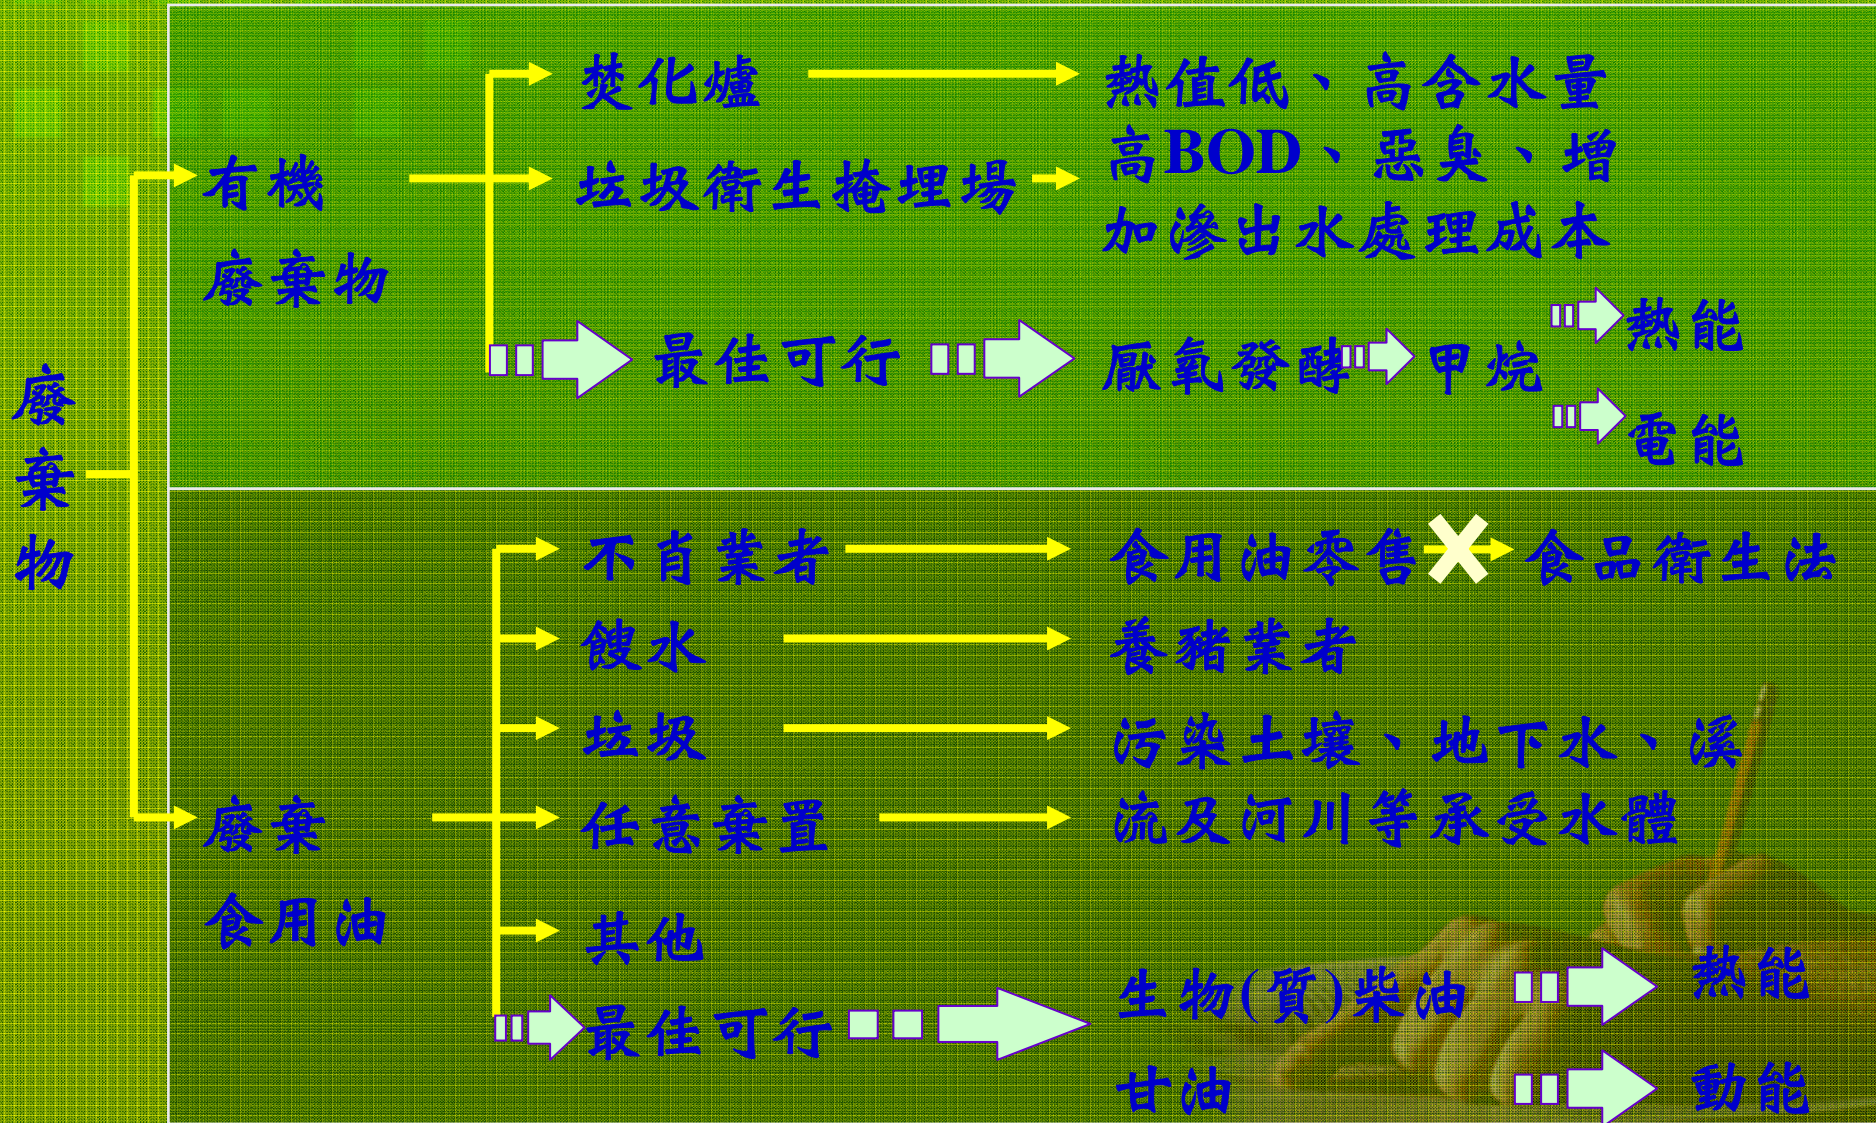 廢
棄
物
有機
廢棄物
焚化爐
熱值低、高含水量
垃圾衛生掩埋場
高BOD、惡臭、增
加滲出水處理成本
最佳可行
厭氧發酵
甲烷
熱能
電能
廢棄
食用油
不肖業者
食用油零售
食品衛生法
餿水
養豬業者
垃圾
污染土壤、地下水、溪
任意棄置
流及河川等承受水體
其他
最佳可行
生物(質)柴油
甘油
熱能
動能